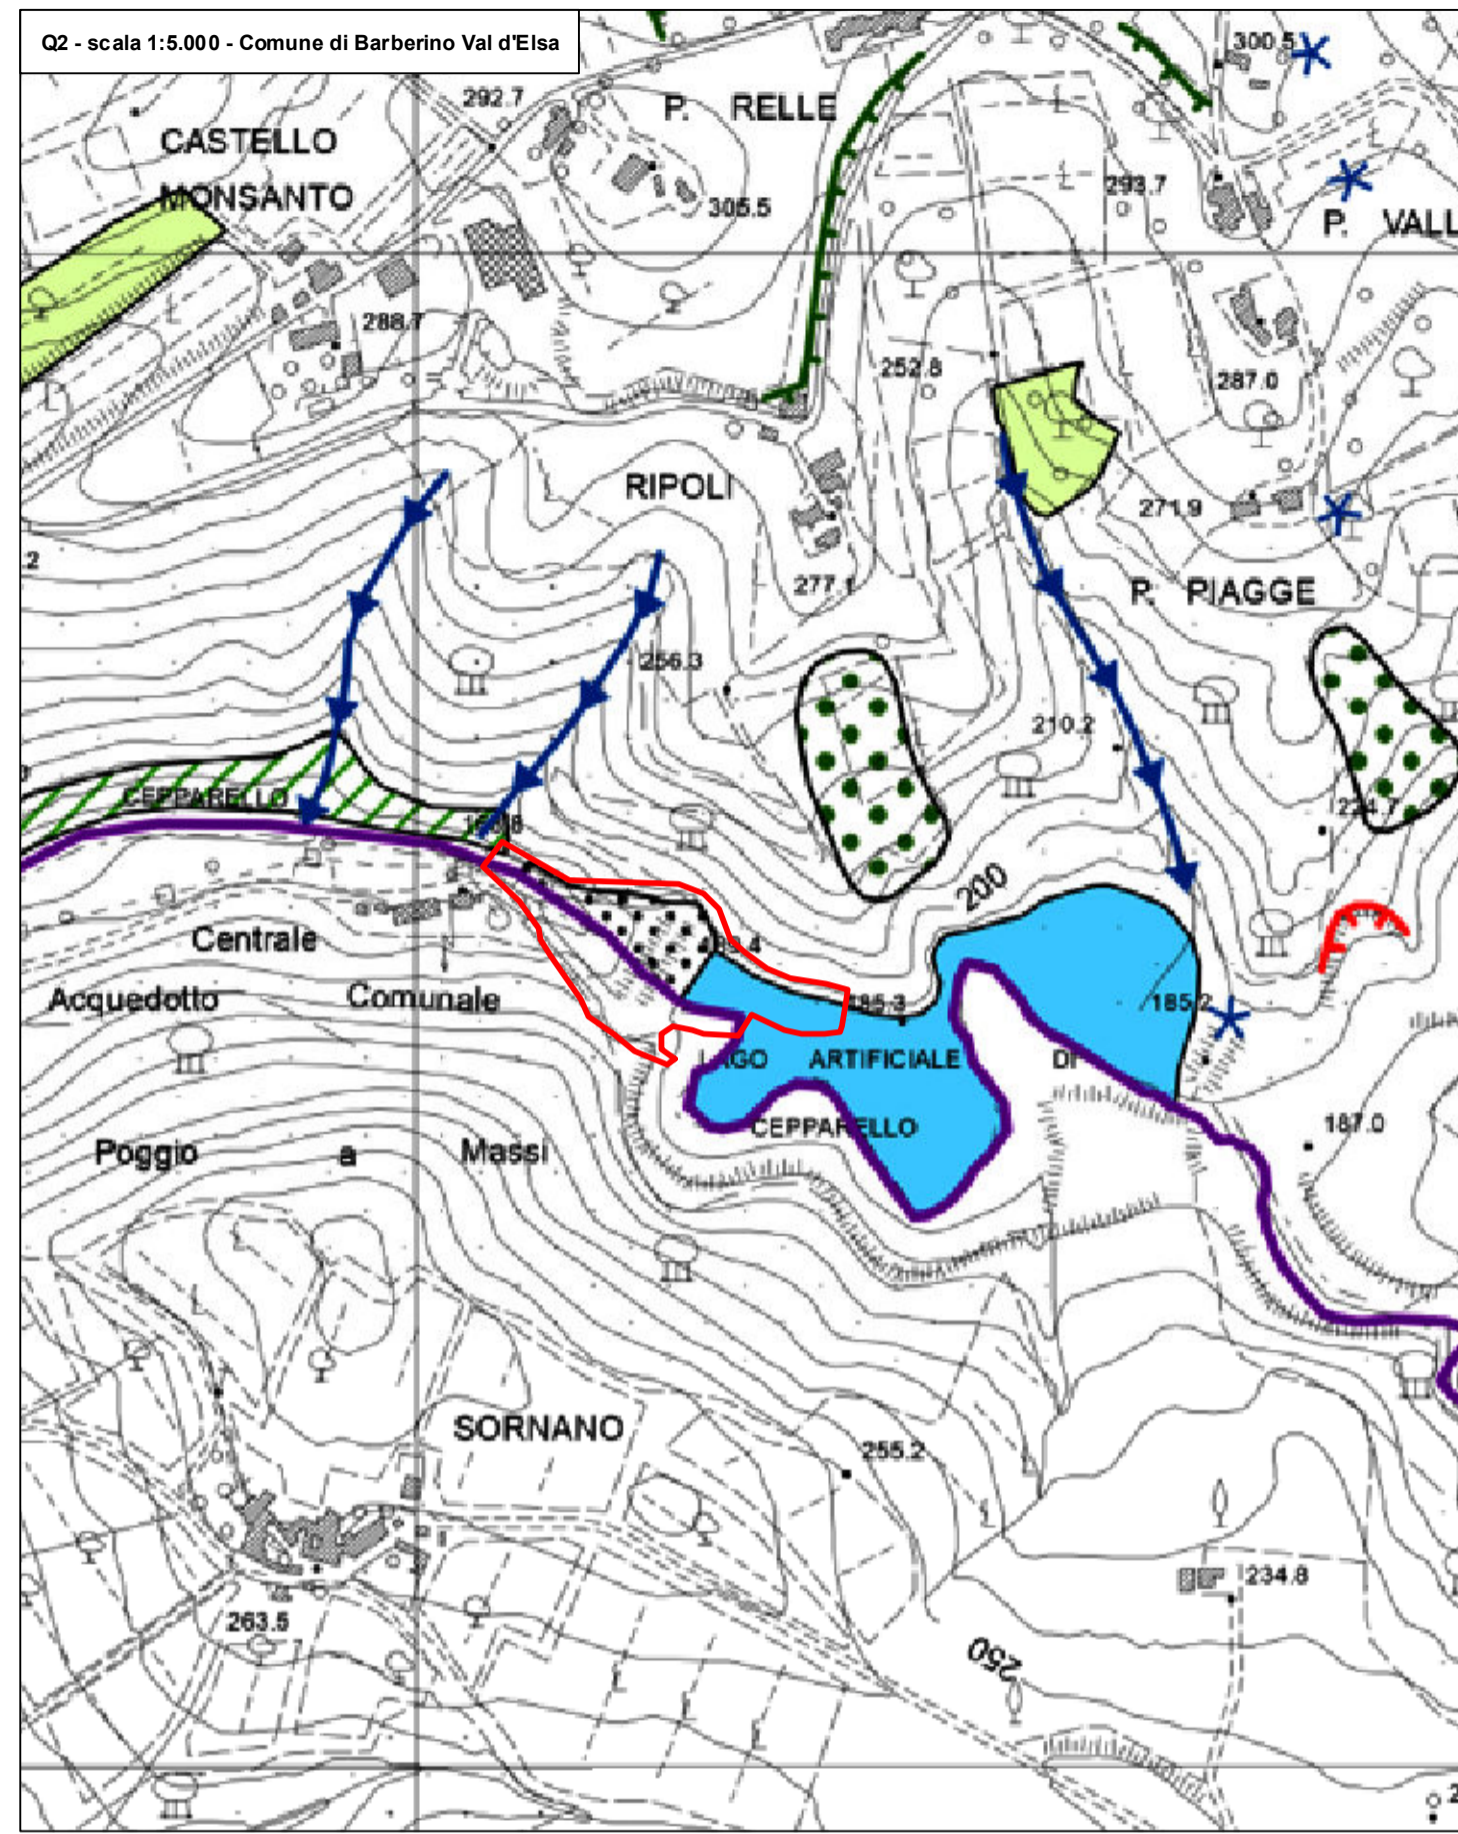 Q2 - scala 1:5.000 - Comune di Barberino Val d'Elsa
300.5
292.7
P. RELLE
CASTELLO
MONSANTO
293.7
305.5
P. VALL
288.7
252.8
287.0
RIPOLI
271.9
2
277.1
P. PIAGGE
256.3
210.2
CEPPARELLO
224.7
200
Centrale
Acquedotto Comunale
185.3
185.2
LAGO ARTIFICIALE DI
CEPPARELLO
187.0
Poggio a Massi
SORNANO
255.2
234.8
263.5
250
2